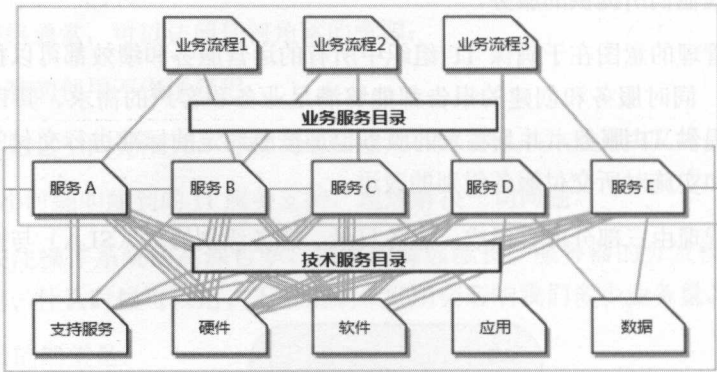 业务流程1 业务流程2 业务流程3
业务服务目录
服务 A 服务 B 服务 C 服务 D 服务 E
技术服务目录
支持服务 硬件 软件 应用 数据